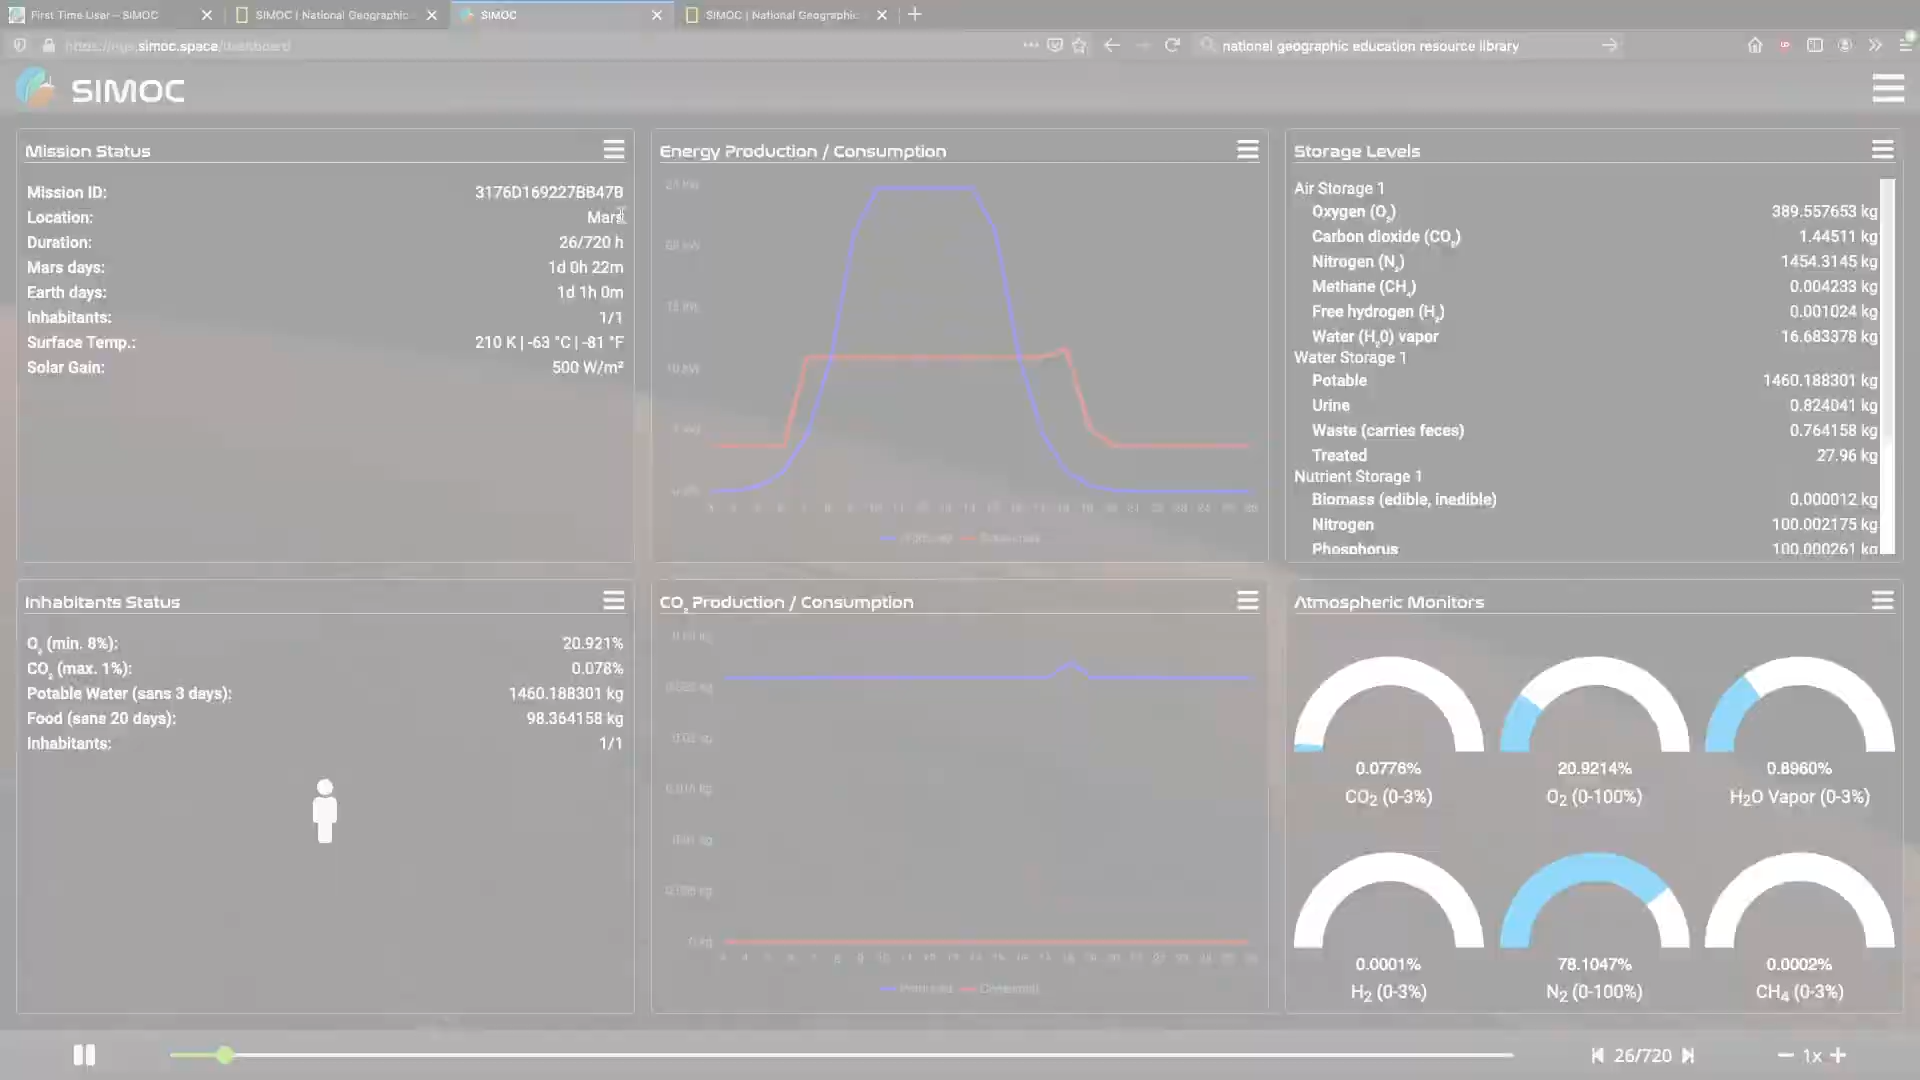 First Time User – SIMOC
SIMOC | National Geographic
SIMOC
SIMOC | National Geographic
simoc.space/dashboard
national geographic education resource library
SIMOC
Mission Status
Mission ID: 3176D169227BB47B
Location: Mars
Duration: 26/720 h
Mars days: 1d 0h 22m
Earth days: 1d 1h 0m
Inhabitants: 1/1
Surface Temp.: 210 K | -63 °C | -81 °F
Solar Gain: 500 W/m²
Energy Production / Consumption
Storage Levels
Air Storage 1
Oxygen (O₂) 389.557653 kg
Carbon dioxide (CO₂) 1.44511 kg
Nitrogen (N₂) 1454.3145 kg
Methane (CH₄) 0.004233 kg
Free hydrogen (H₂) 0.001024 kg
Water (H₂0) vapor 16.683378 kg
Water Storage 1
Potable 1460.188301 kg
Urine 0.824041 kg
Waste (carries feces) 0.764158 kg
Treated 27.96 kg
Nutrient Storage 1
Biomass (edible, inedible) 0.000012 kg
Nitrogen 100.002175 kg
Phosphorus 100.000261 kg
Inhabitants Status
O₂ (min. 8%): 20.921%
CO₂ (max. 1%): 0.078%
Potable Water (sans 3 days): 1460.188301 kg
Food (sans 20 days): 98.364158 kg
Inhabitants: 1/1
CO₂ Production / Consumption
Atmospheric Monitors
0.0776% 20.9214% 0.8960%
CO₂ (0-3%) O₂ (0-100%) H₂O Vapor (0-3%)
0.0001% 78.1047% 0.0002%
H₂ (0-3%) N₂ (0-100%) CH₄ (0-3%)
26/720
1x